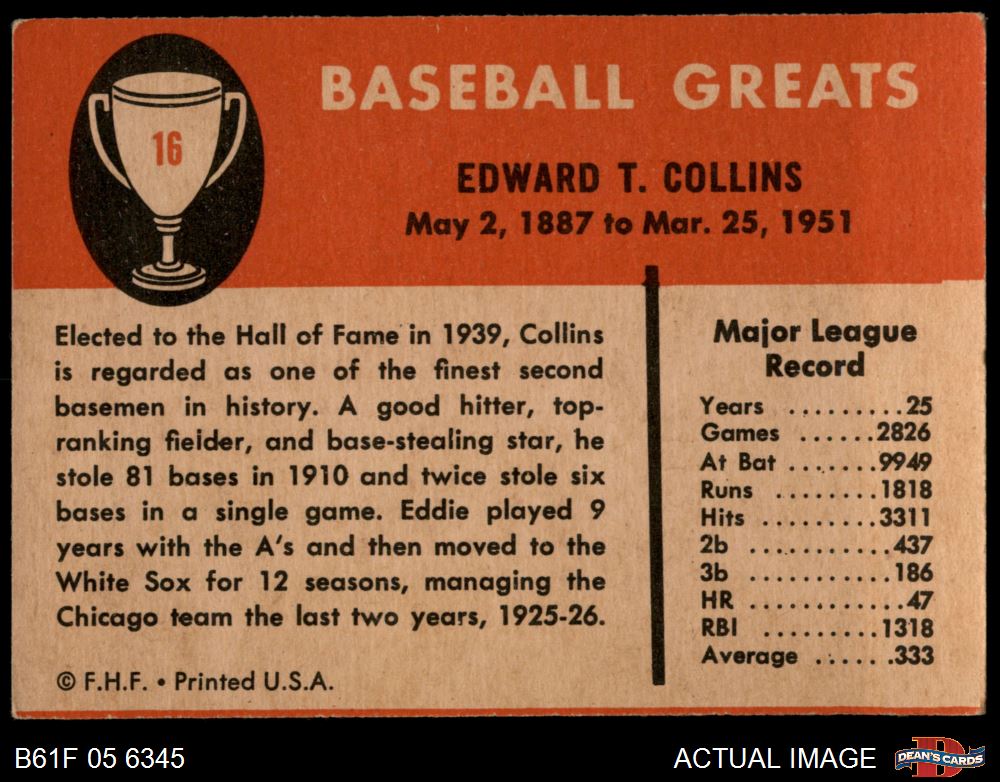 16
BASEBALL GREATS
EDWARD T. COLLINS
May 2, 1887 to Mar. 25, 1951
Elected to the Hall of Fame in 1939, Collins
is regarded as one of the finest second
basemen in history. A good hitter, top-
ranking fielder, and base-stealing star, he
stole 81 bases in 1910 and twice stole six
bases in a single game. Eddie played 9
years with the A's and then moved to the
White Sox for 12 seasons, managing the
Chicago team the last two years, 1925-26.
© F.H.F. • Printed U.S.A.
Major League
Record
Years .........25
Games ......2826
At Bat .......9949
Runs ........1818
Hits .........3311
2b ..........437
3b ..........186
HR ...........47
RBI .........1318
Average ......333
B61F 05 6345
ACTUAL IMAGE
D
DEAN'S CARDS